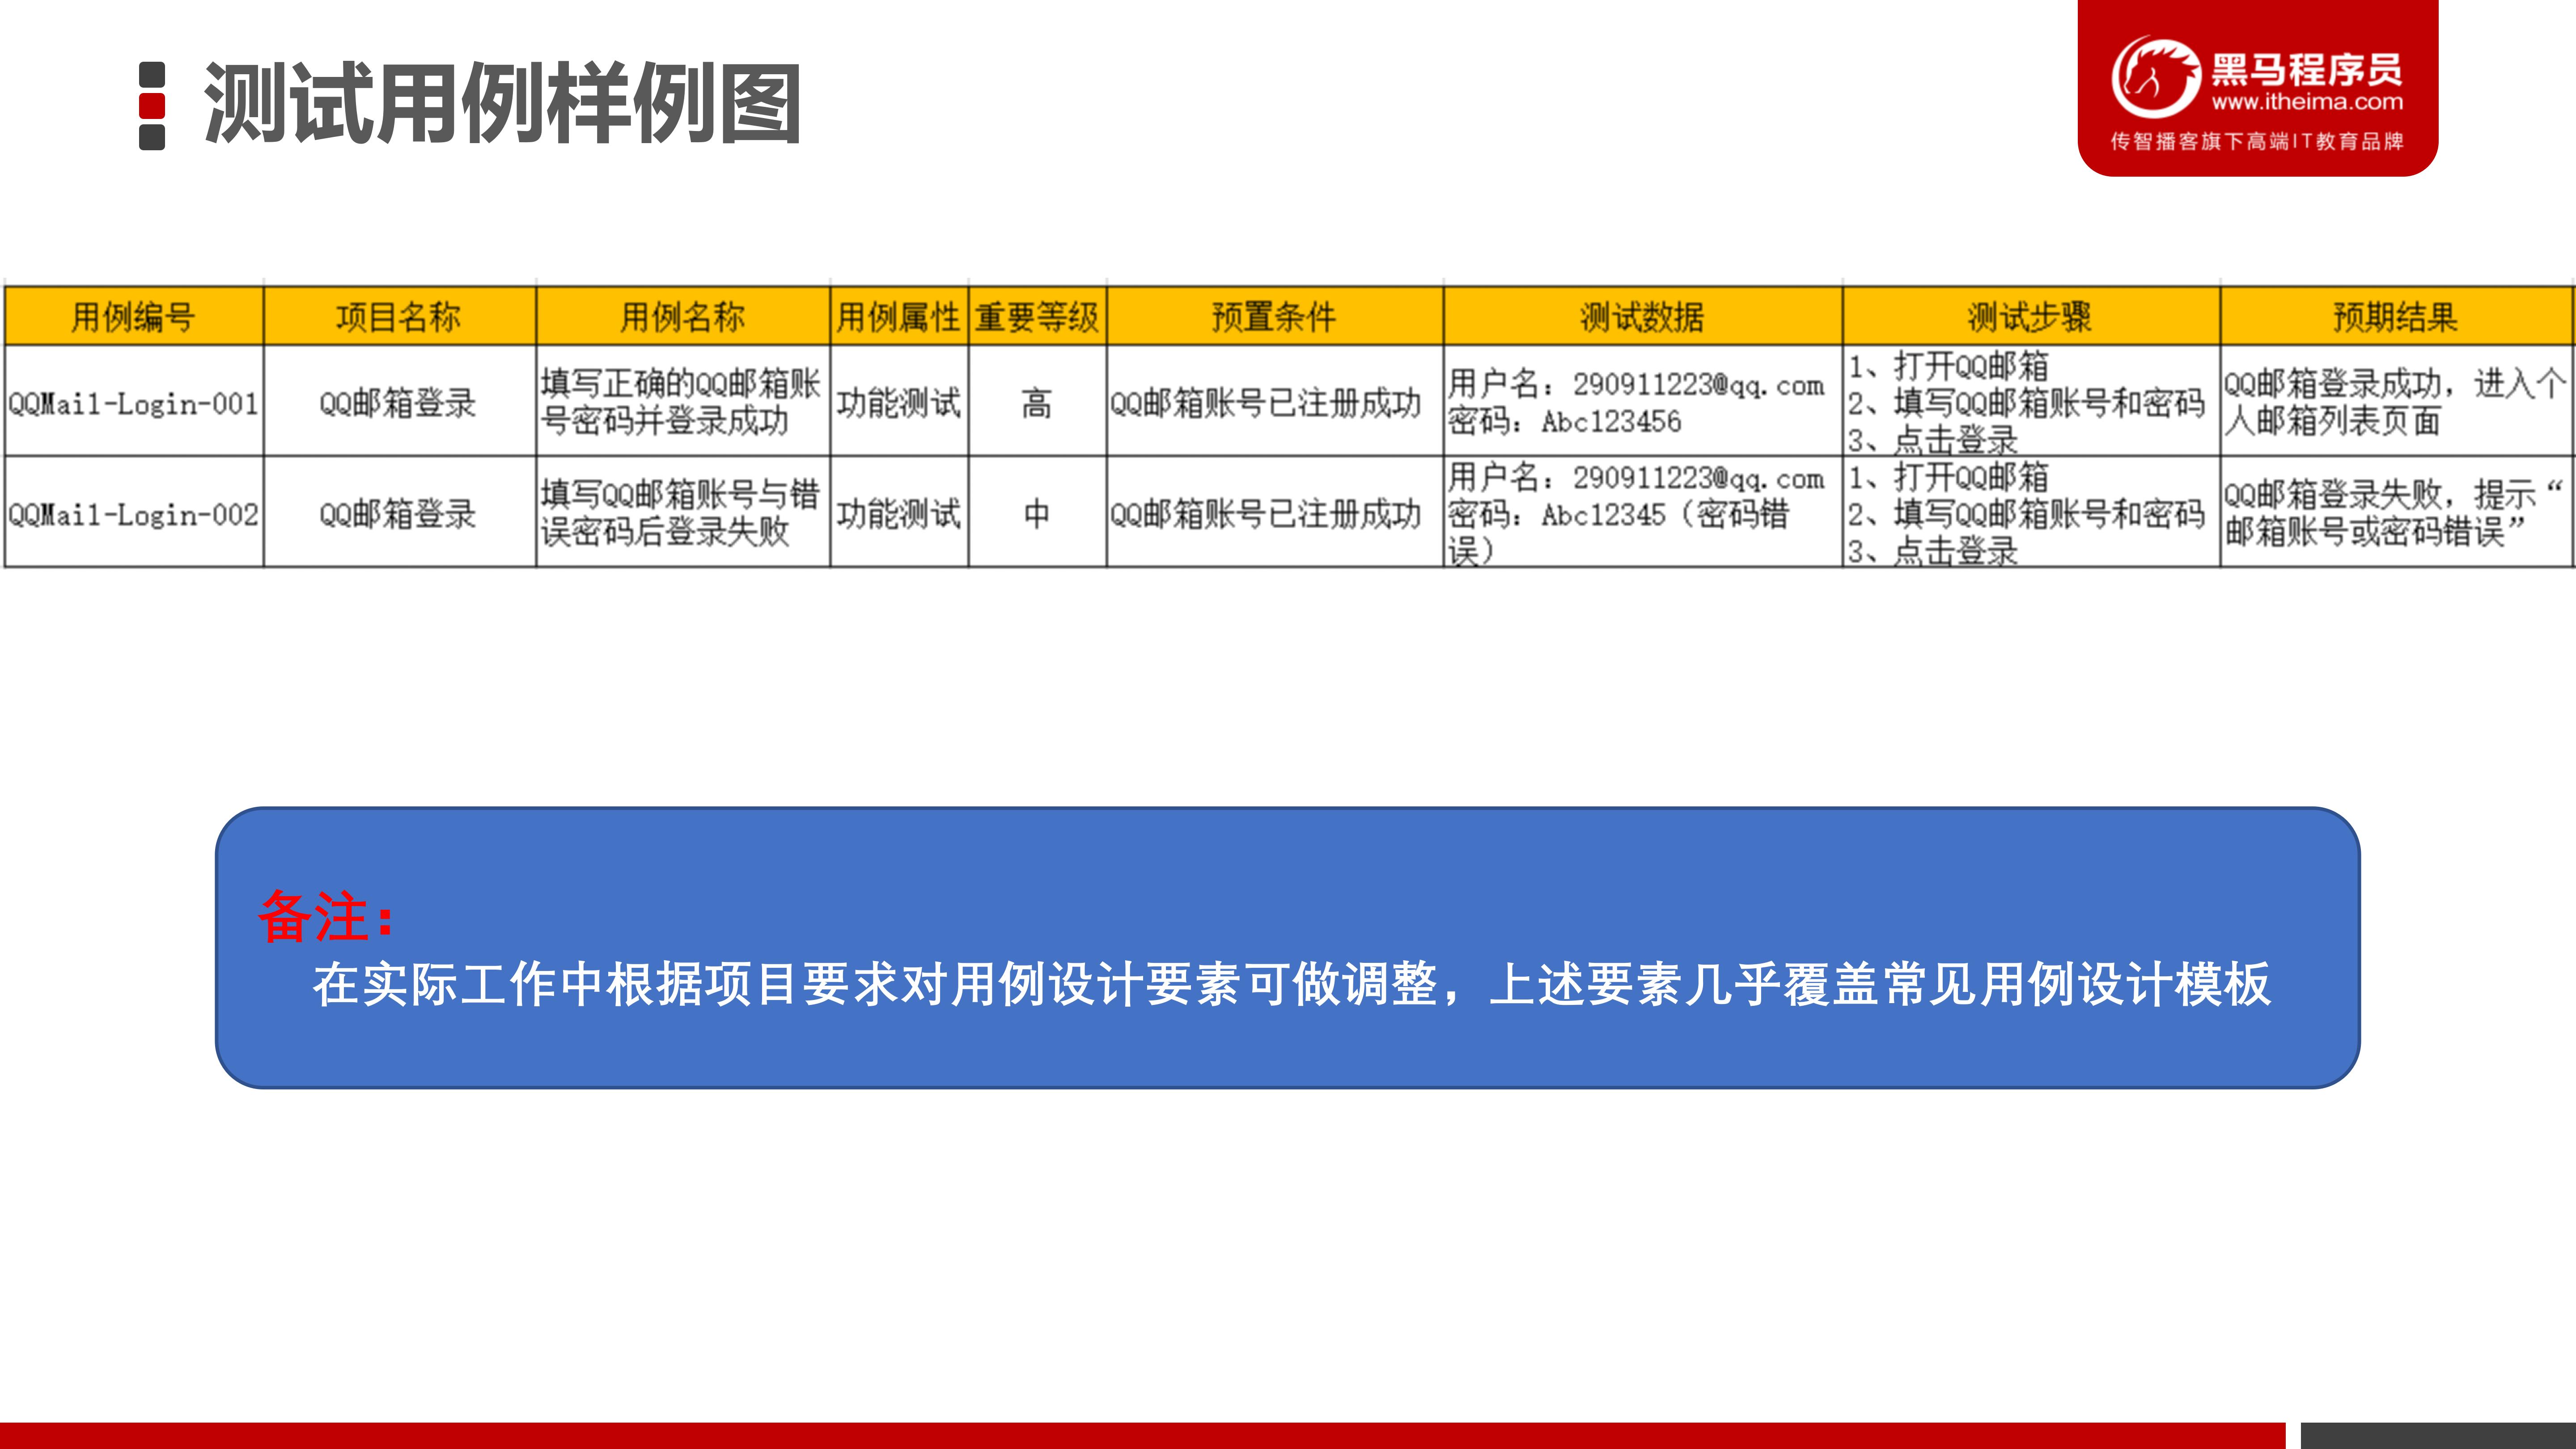 测试用例样例图
黑马程序员
www.itheima.com
传智播客旗下高端IT教育品牌
用例编号 项目名称 用例名称 用例属性 重要等级 预置条件 测试数据 测试步骤 预期结果
QQMail-Login-001
QQ邮箱登录
填写正确的QQ邮箱账
号密码并登录成功
功能测试
高
QQ邮箱账号已注册成功
用户名：290911223@qq.com
密码：Abc123456
1、打开QQ邮箱
2、填写QQ邮箱账号和密码
3、点击登录
QQ邮箱登录成功，进入个
人邮箱列表页面
QQMail-Login-002
QQ邮箱登录
填写QQ邮箱账号与错
误密码后登录失败
功能测试
中
QQ邮箱账号已注册成功
用户名：290911223@qq.com
密码：Abc12345（密码错
误）
1、打开QQ邮箱
2、填写QQ邮箱账号和密码
3、点击登录
QQ邮箱登录失败，提示“
邮箱账号或密码错误”
备注：
在实际工作中根据项目要求对用例设计要素可做调整，上述要素几乎覆盖常见用例设计模板